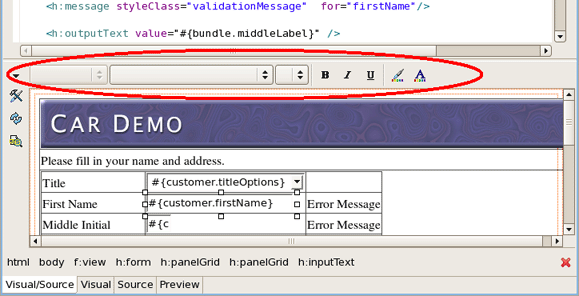 <h:message styleClass="validationMessage"  for="firstName"/>
<h:outputText value="#{bundle.middleLabel}" />
B I U A
CAR DEMO
Please fill in your name and address.
Title #{customer.titleOptions}
First Name #{customer.firstName} Error Message
Middle Initial #{c Error Message
html body f:view h:form h:panelGrid h:panelGrid h:inputText
Visual/Source Visual Source Preview